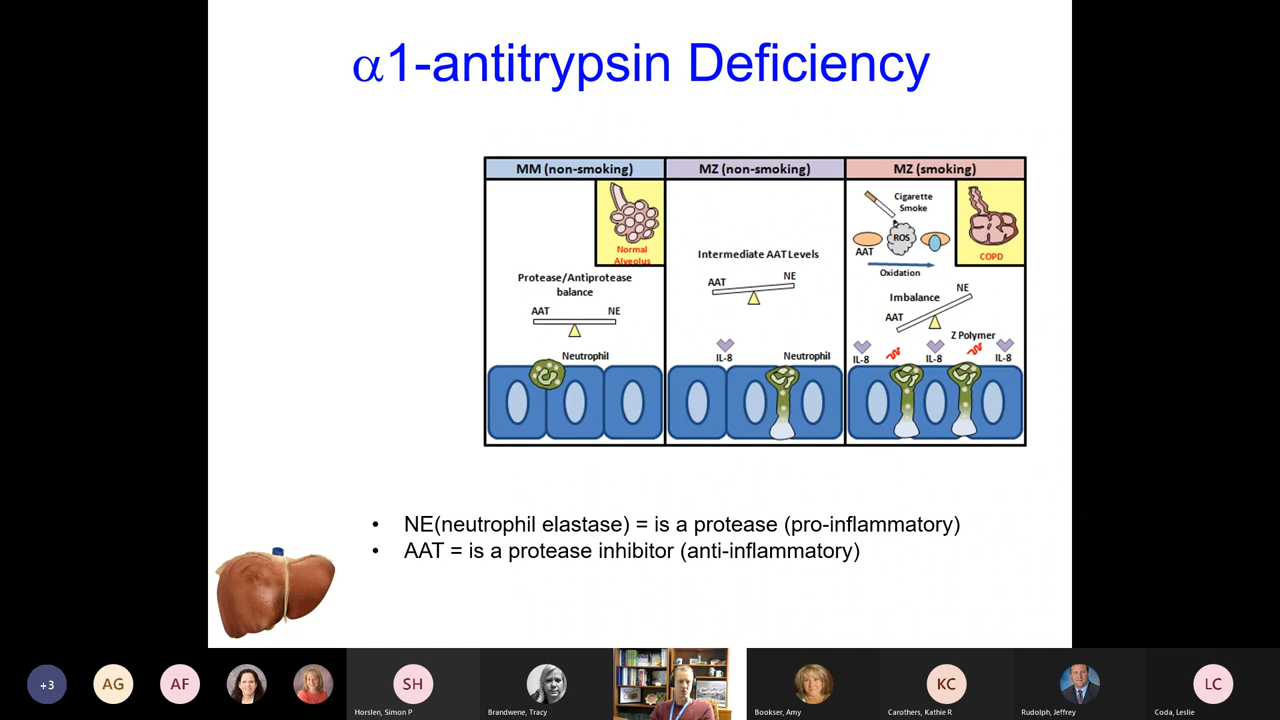 α1-antitrypsin Deficiency
MM (non-smoking)
MZ (non-smoking)
MZ (smoking)
Normal
Alveolus
Protease/Antiprotease
balance
AAT
NE
Neutrophil
Intermediate AAT Levels
AAT
NE
IL-8
Neutrophil
Cigarette
Smoke
ROS
AAT
Oxidation
COPD
NE
Imbalance
AAT
Z Polymer
IL-8
IL-8
IL-8
• NE(neutrophil elastase) = is a protease (pro-inflammatory)
• AAT = is a protease inhibitor (anti-inflammatory)
+3
AG
AF
SH
KC
LC
Horslen, Simon P
Brandwene, Tracy
Bookser, Amy
Carothers, Kathie R
Rudolph, Jeffrey
Coda, Leslie